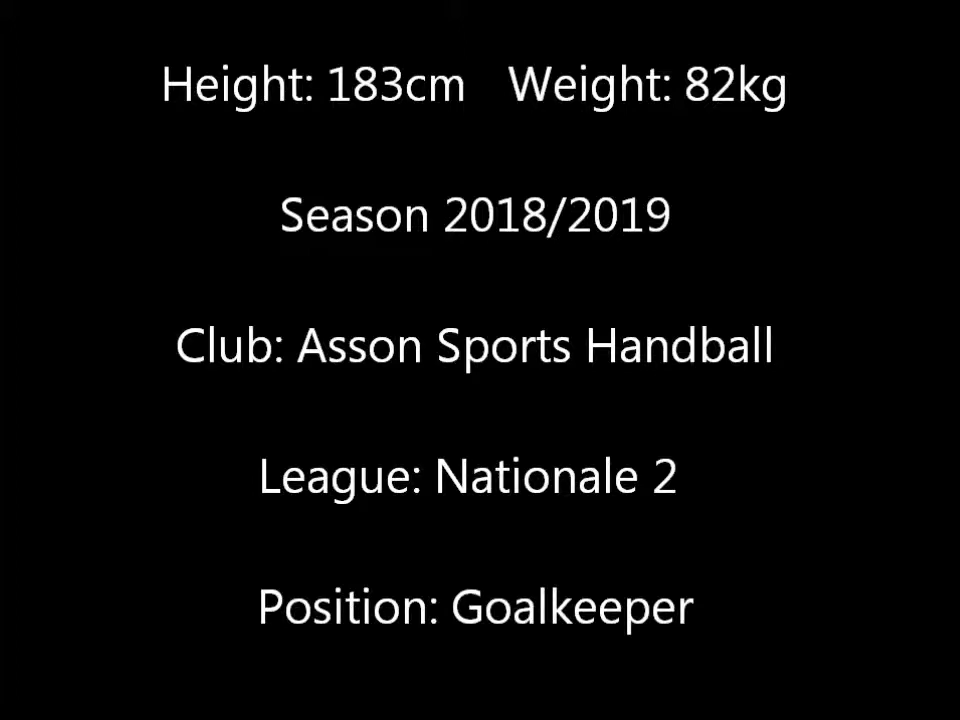 Height: 183cm   Weight: 82kg
Season 2018/2019
Club: Asson Sports Handball
League: Nationale 2
Position: Goalkeeper